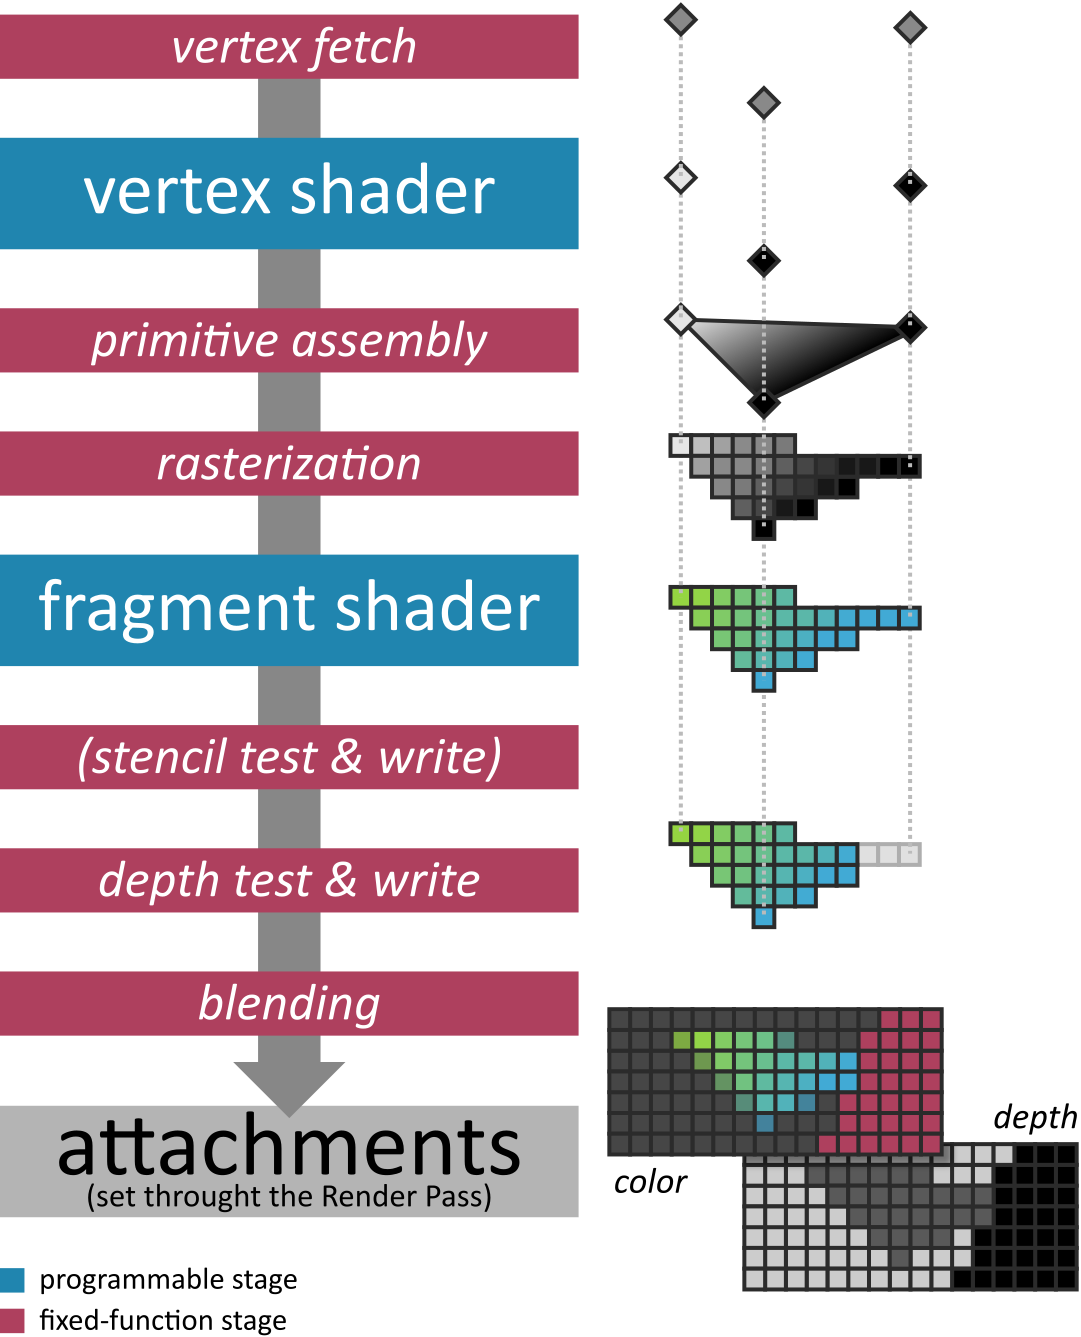 vertex fetch
vertex shader
primitive assembly
rasterization
fragment shader
(stencil test & write)
depth test & write
blending
attachments
(set throught the Render Pass)
depth
color
programmable stage
fixed-function stage